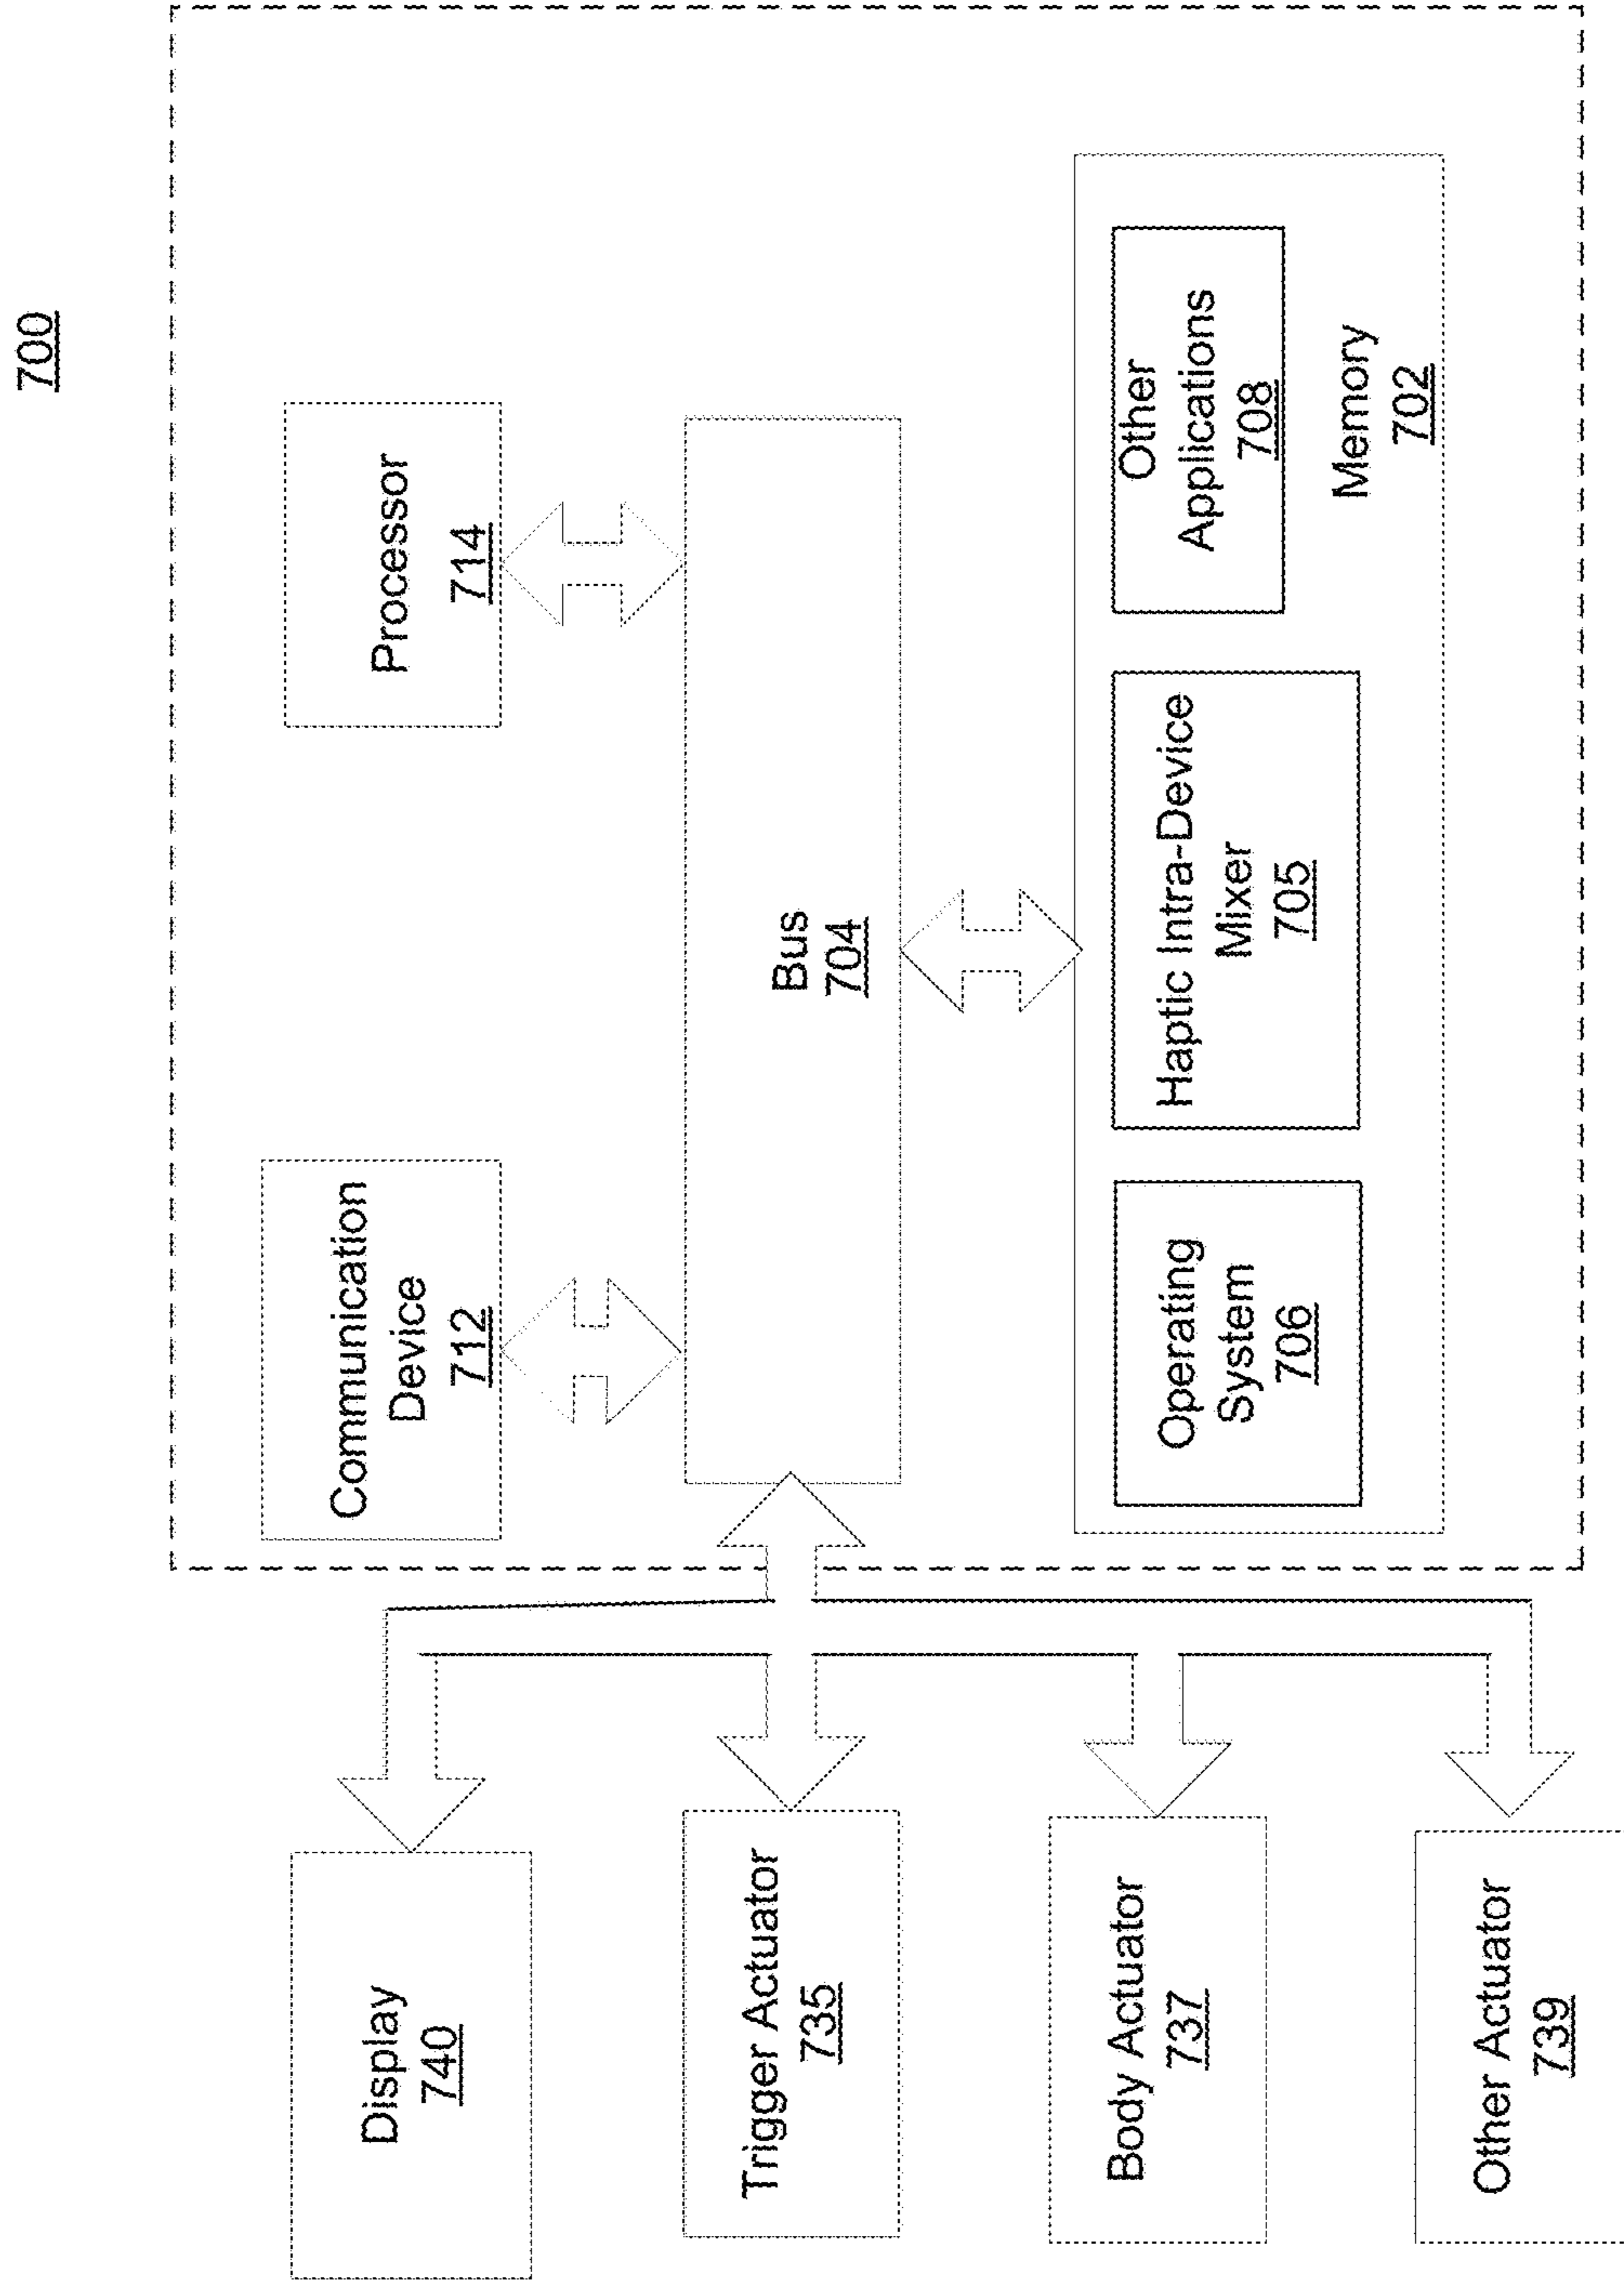 700
Display
740
Communication
Device
712
Processor
714
Trigger Actuator
735
Bus
704
Body Actuator
737
Operating
System
706
Haptic Intra-Device
Mixer
705
Other
Applications
708
Memory
702
Other Actuator
739